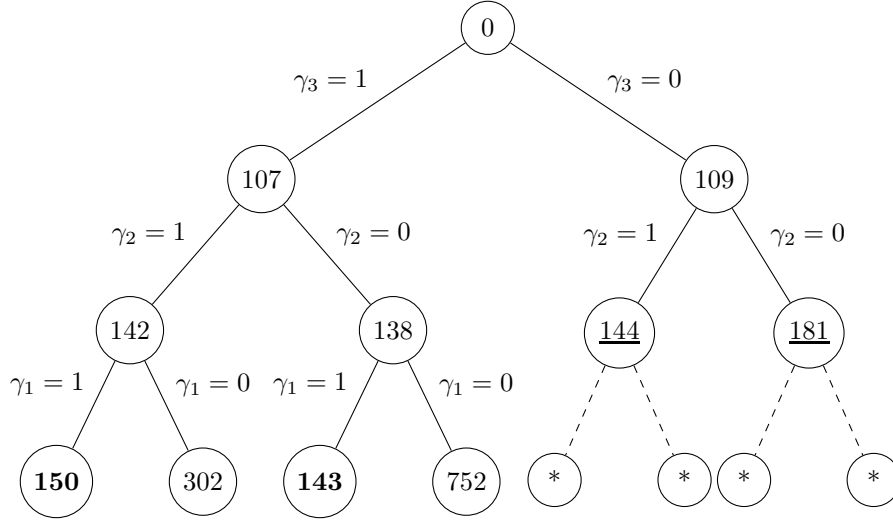 0
γ₃ = 1 γ₃ = 0
107 109
γ₂ = 1 γ₂ = 0 γ₂ = 1 γ₂ = 0
142 138 144 181
γ₁ = 1 γ₁ = 0 γ₁ = 1 γ₁ = 0
150 302 143 752 * * * *